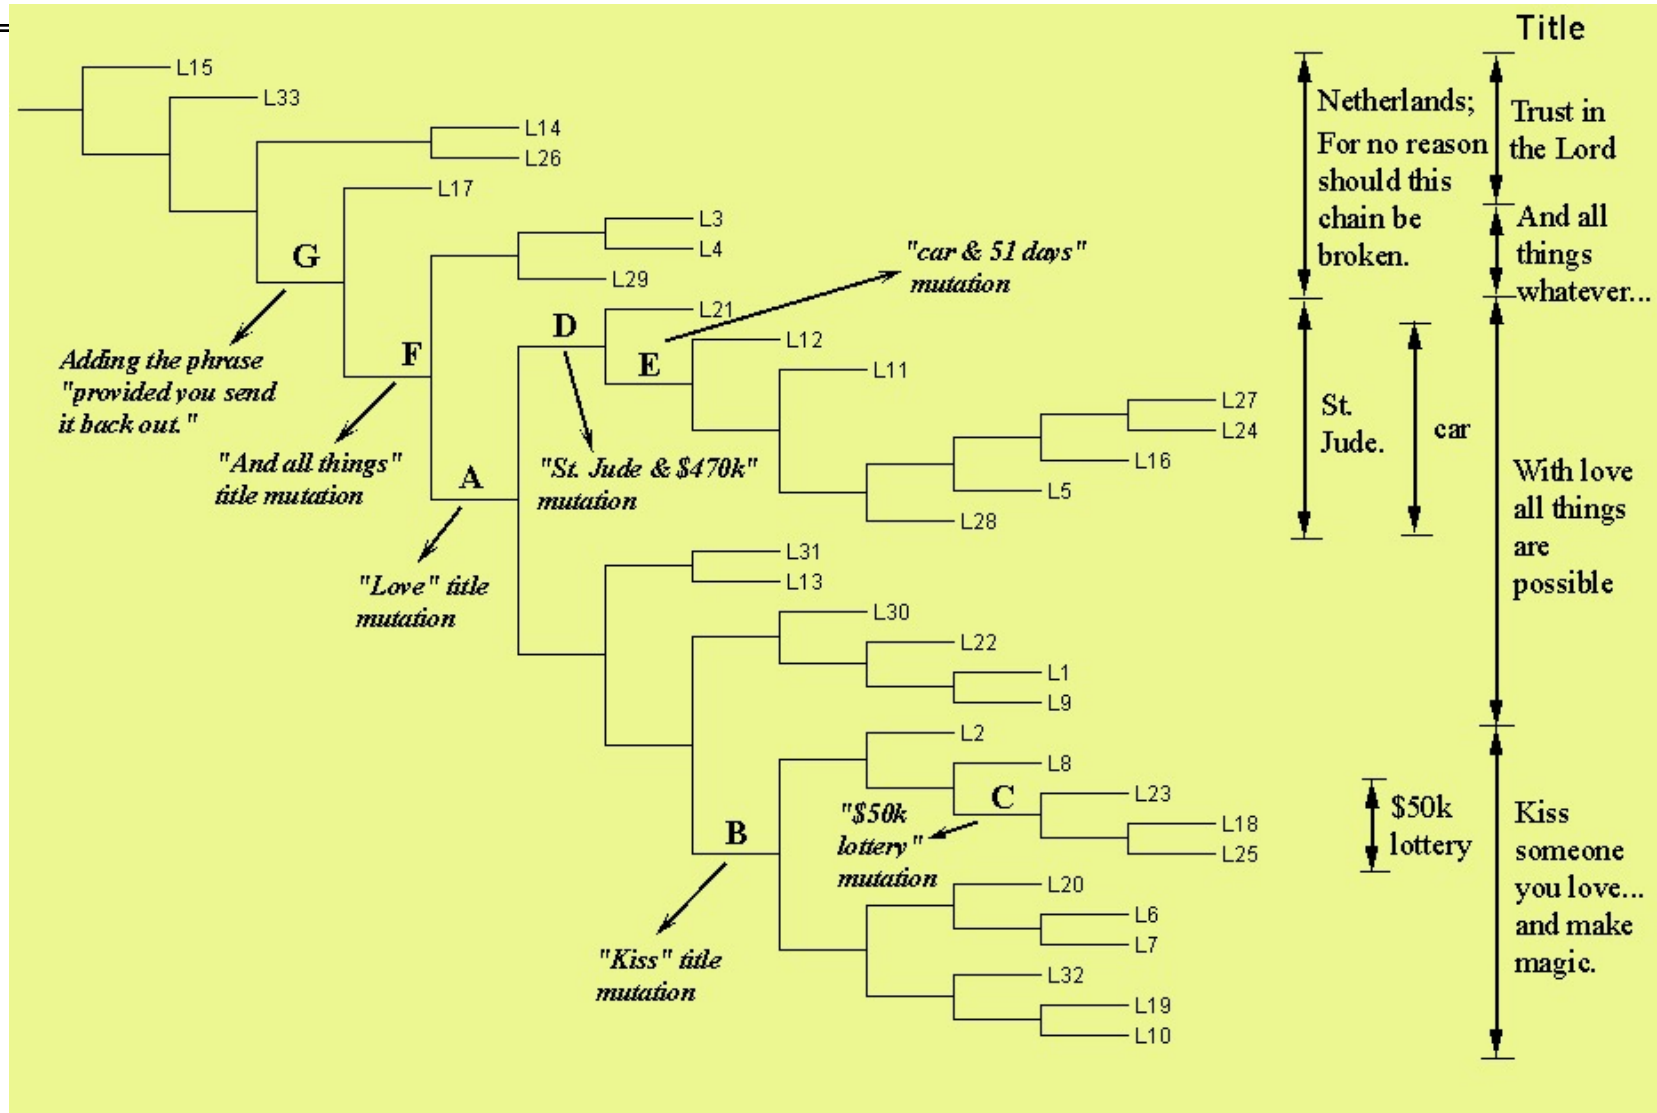 Title
L15
L33
L14
L26
L17
L3
L4
L29
L21
L12
L11
L27
L24
L16
L5
L28
L31
L13
L30
L22
L1
L9
L2
L8
L23
L18
L25
L20
L6
L7
L32
L19
L10
G
F
A
D
E
B
C
Adding the phrase
"provided you send
it back out."
"And all things"
title mutation
"Love" title
mutation
"St. Jude & $470k"
mutation
"car & 51 days"
mutation
"$50k
lottery"
mutation
"Kiss" title
mutation
Netherlands;
For no reason
should this
chain be
broken.
St.
Jude.
car
$50k
lottery
Trust in
the Lord
And all
things
whatever...
With love
all things
are
possible
Kiss
someone
you love...
and make
magic.